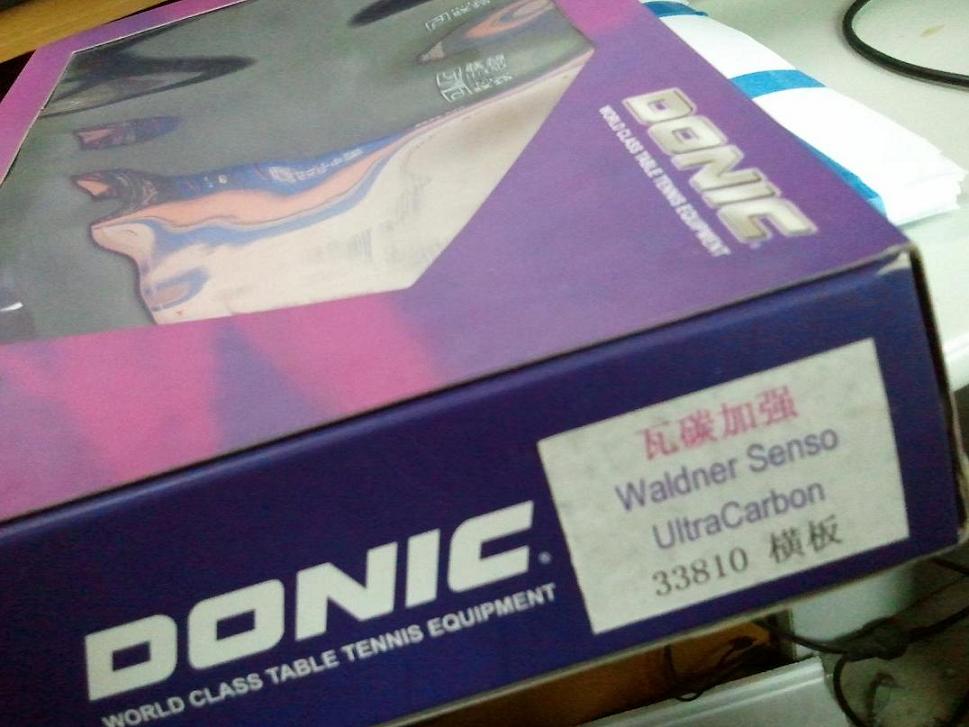 DONIC
WORLD CLASS TABLE TENNIS EQUIPMENT
瓦碳加强
Waldner Senso
UltraCarbon
33810 横板
DONIC
WORLD CLASS TABLE TENNIS EQUIPMENT